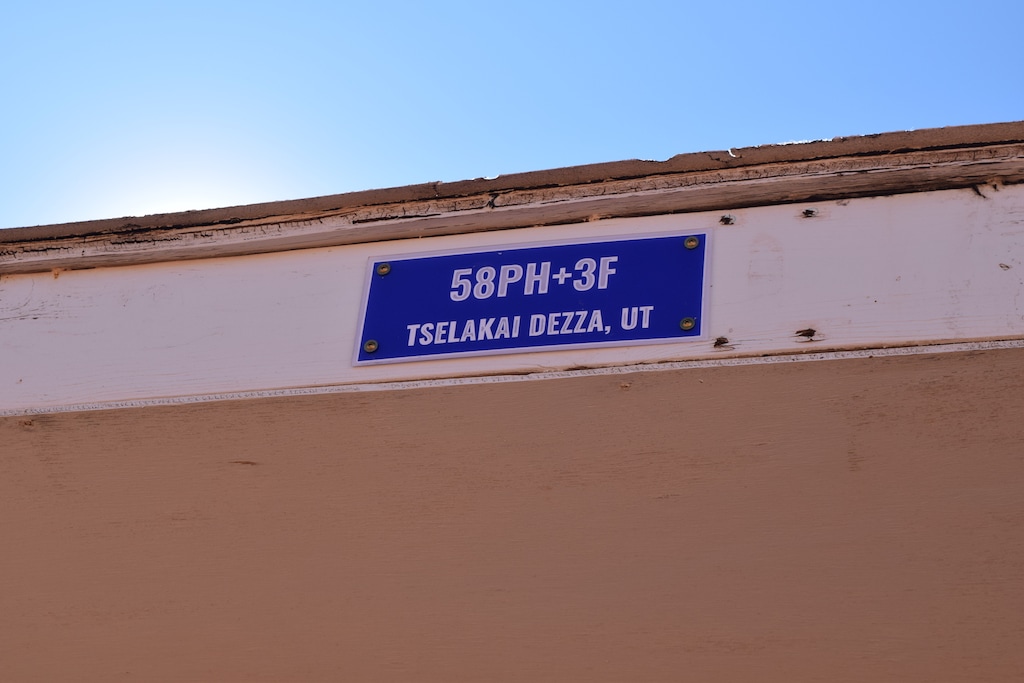 58PH+3F
TSELAKAI DEZZA, UT